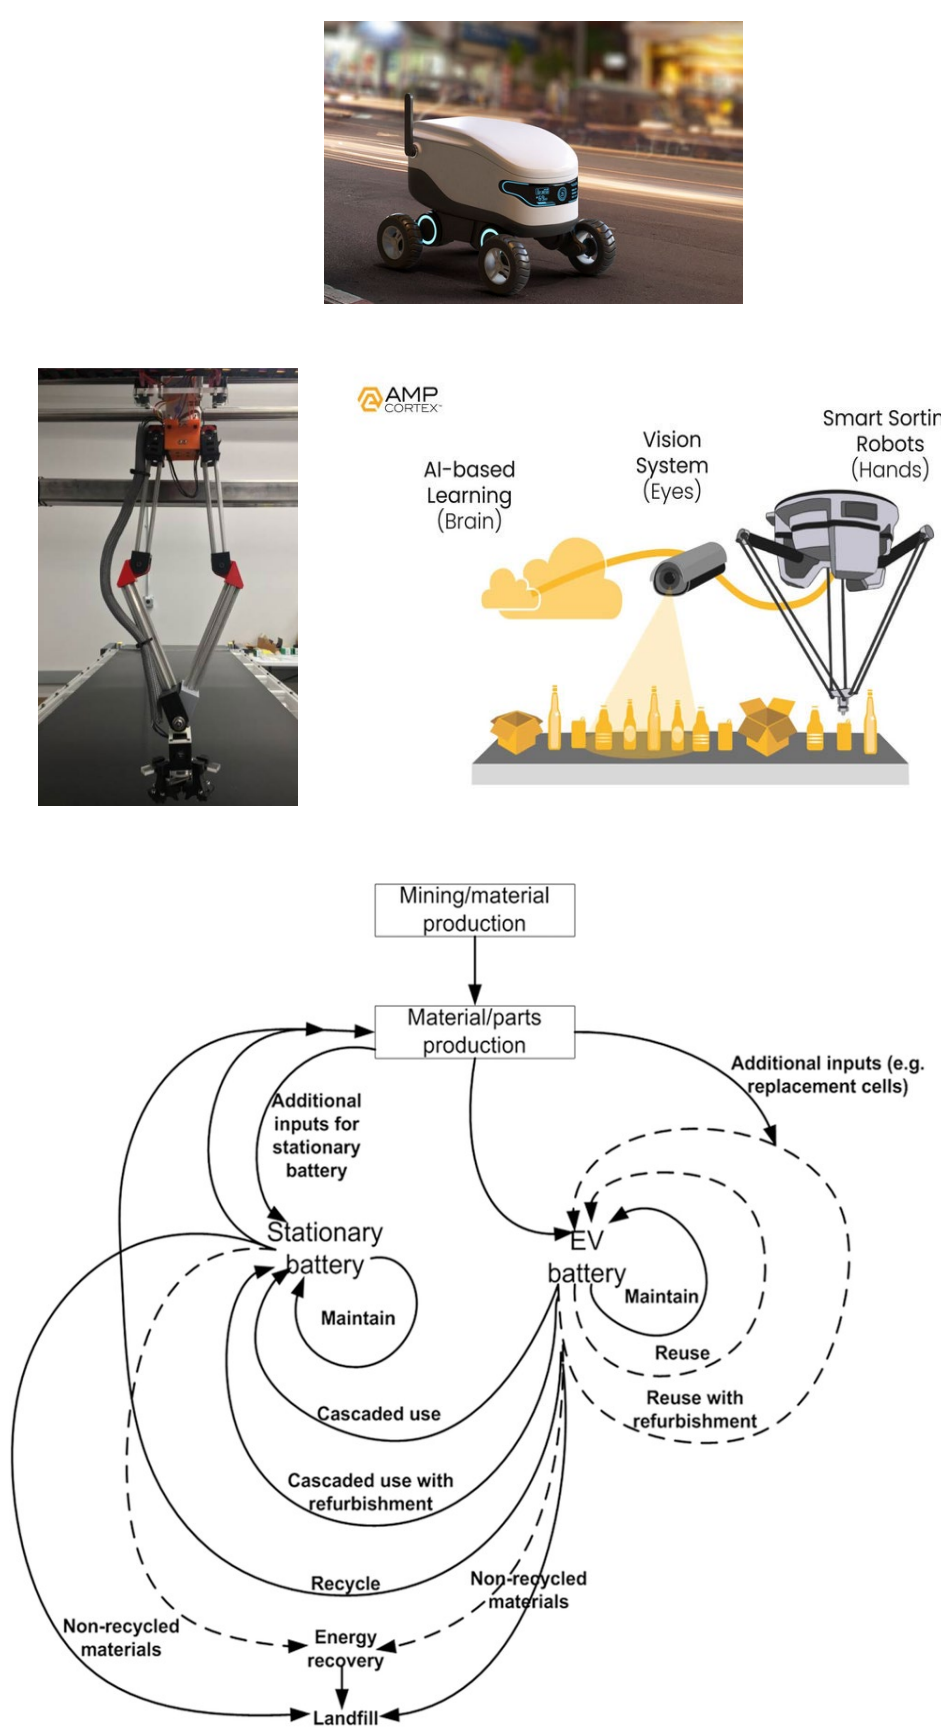 AMP
CORTEX™
AI-based
Learning
(Brain)
Vision
System
(Eyes)
Smart Sortin
Robots
(Hands)
Mining/material
production
Material/parts
production
Additional inputs (e.g.
replacement cells)
Additional
inputs for
stationary
battery
Stationary
battery
EV
battery
Maintain
Maintain
Reuse
Reuse with
refurbishment
Cascaded use
Cascaded use with
refurbishment
Recycle
Non-recycled
materials
Non-recycled
materials
Energy
recovery
Landfill